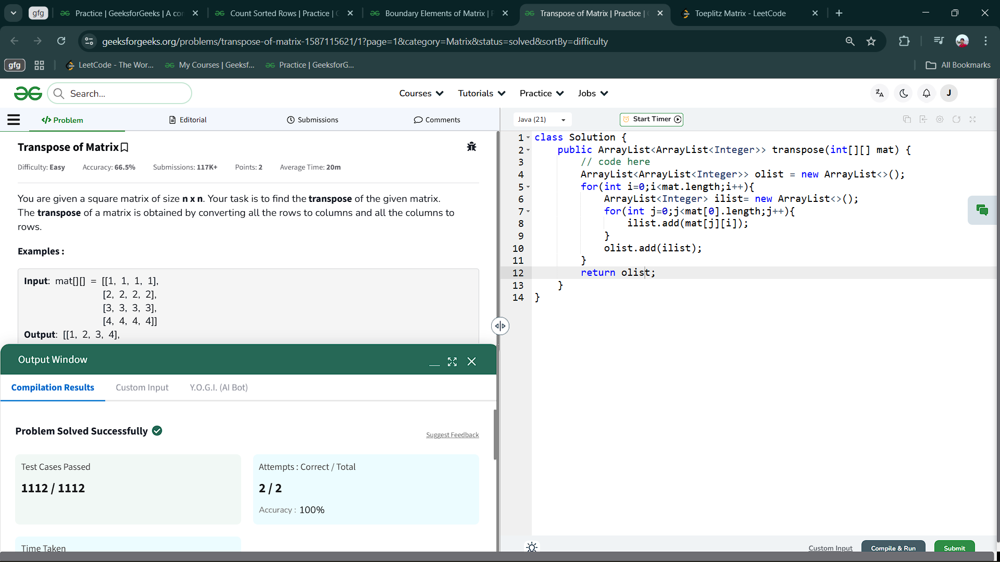 gfg
Practice | GeeksforGeeks | A co
Count Sorted Rows | Practice |
Boundary Elements of Matrix |
Transpose of Matrix | Practice |
Toeplitz Matrix - LeetCode
geeksforgeeks.org/problems/transpose-of-matrix-1587115621/1?page=1&category=Matrix&status=solved&sortBy=difficulty
gfg
LeetCode - The Wor...
My Courses | Geeksf...
Practice | GeeksforG...
All Bookmarks
Search...
Courses
Tutorials
Practice
Jobs
J
</> Problem
Editorial
Submissions
Comments
Java (21)
Start Timer
Transpose of Matrix
Difficulty: Easy
Accuracy: 66.5%
Submissions: 117K+
Points: 2
Average Time: 20m
You are given a square matrix of size n x n. Your task is to find the transpose of the given matrix.
The transpose of a matrix is obtained by converting all the rows to columns and all the columns to
rows.
Examples :
Input: mat[][] = [[1, 1, 1, 1],
[2, 2, 2, 2],
[3, 3, 3, 3],
[4, 4, 4, 4]]
Output: [[1, 2, 3, 4],
Output Window
Compilation Results
Custom Input
Y.O.G.I. (AI Bot)
Problem Solved Successfully
Suggest Feedback
Test Cases Passed
1112 / 1112
Attempts : Correct / Total
2 / 2
Accuracy : 100%
Time Taken
1 class Solution {
2 public ArrayList<ArrayList<Integer>> transpose(int[][] mat) {
3 // code here
4 ArrayList<ArrayList<Integer>> olist = new ArrayList<>();
5 for(int i=0;i<mat.length;i++){
6 ArrayList<Integer> ilist= new ArrayList<>();
7 for(int j=0;j<mat[0].length;j++){
8 ilist.add(mat[j][i]);
9 }
10 olist.add(ilist);
11 }
12 return olist;
13 }
14 }
Custom Input
Compile & Run
Submit